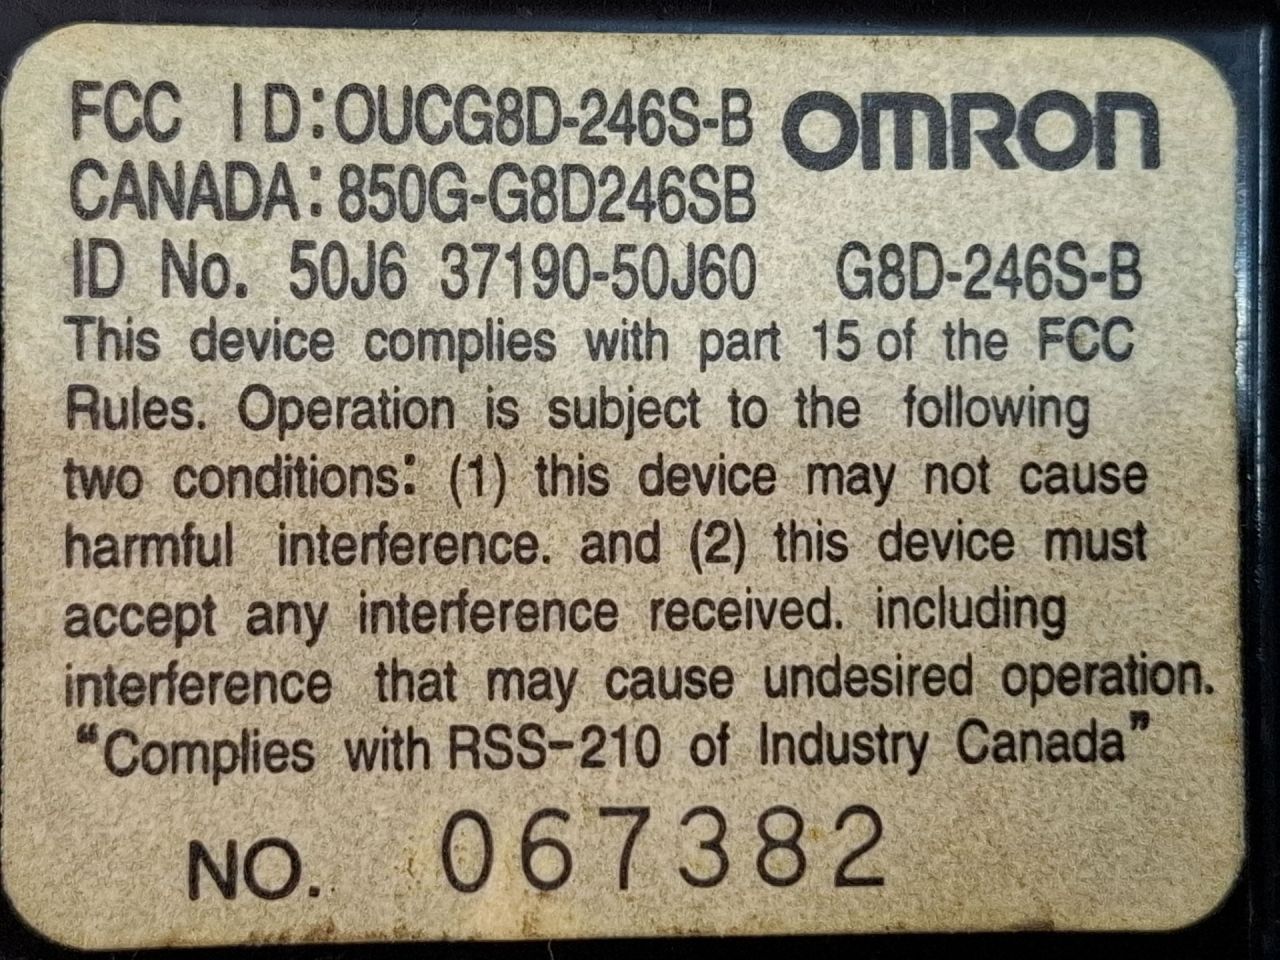 FCC ID:OUCG8D-246S-B OMRON
CANADA:850G-G8D246SB
ID No. 50J6 37190-50J60 G8D-246S-B
This device complies with part 15 of the FCC
Rules. Operation is subject to the following
two conditions: (1) this device may not cause
harmful interference. and (2) this device must
accept any interference received. including
interference that may cause undesired operation.
“Complies with RSS-210 of Industry Canada”
NO. 067382